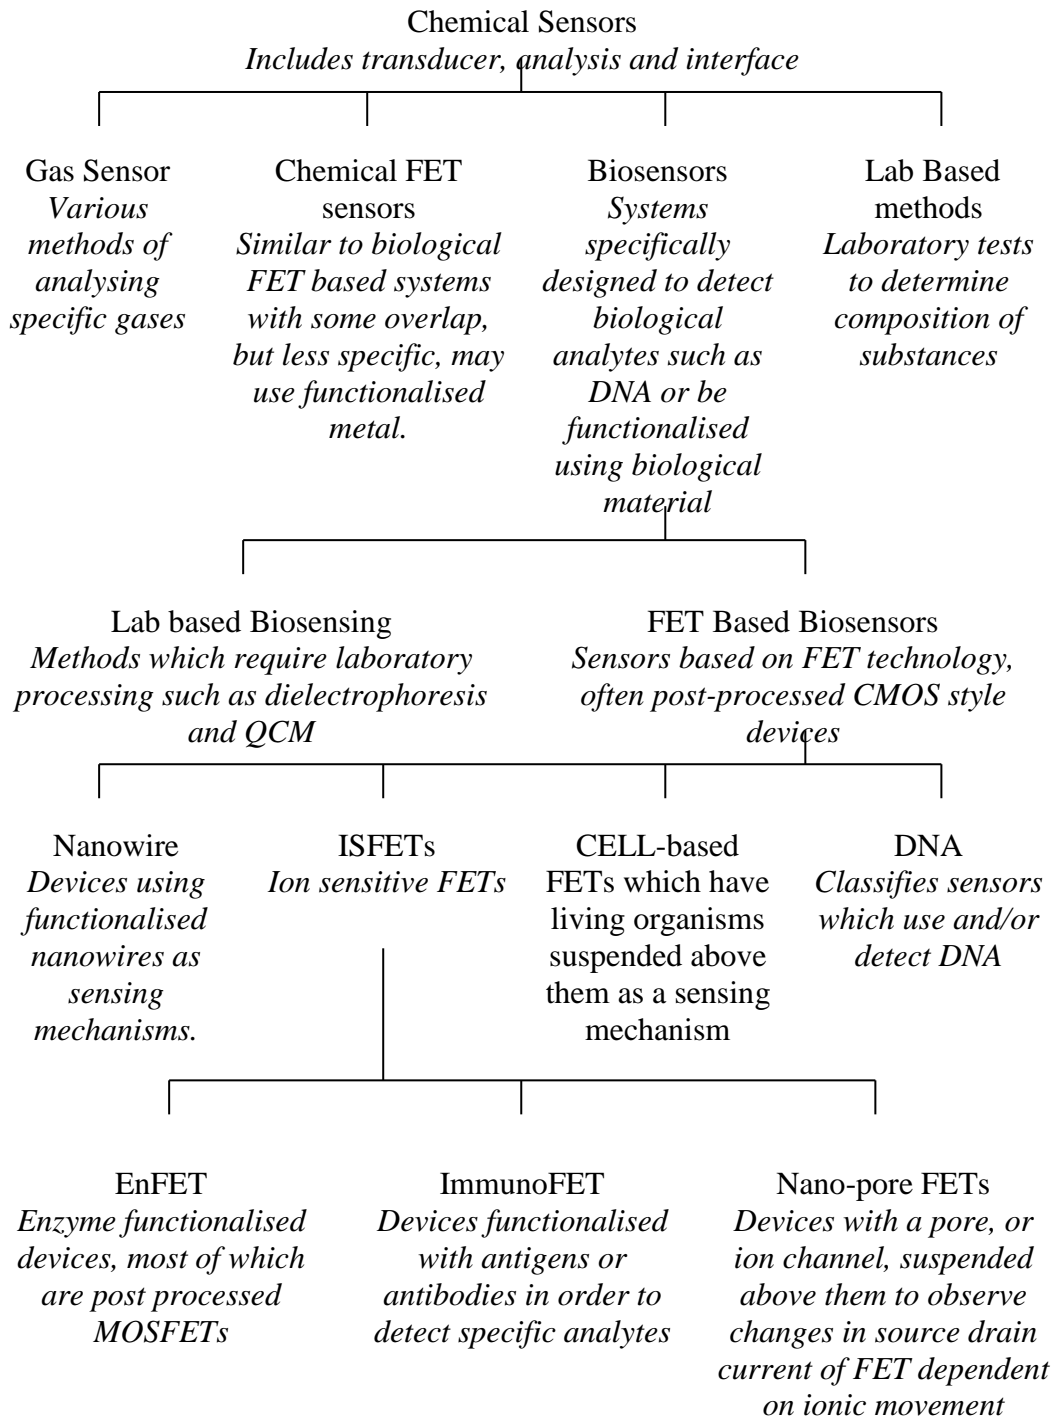 Chemical Sensors
Includes transducer, analysis and interface
Gas Sensor
Various
methods of
analysing
specific gases
Chemical FET
sensors
Similar to biological
FET based systems
with some overlap,
but less specific, may
use functionalised
metal.
Biosensors
Systems
specifically
designed to detect
biological
analytes such as
DNA or be
functionalised
using biological
material
Lab Based
methods
Laboratory tests
to determine
composition of
substances
Lab based Biosensing
Methods which require laboratory
processing such as dielectrophoresis
and QCM
FET Based Biosensors
Sensors based on FET technology,
often post-processed CMOS style
devices
Nanowire
Devices using
functionalised
nanowires as
sensing
mechanisms.
ISFETs
Ion sensitive FETs
CELL-based
FETs which have
living organisms
suspended above
them as a sensing
mechanism
DNA
Classifies sensors
which use and/or
detect DNA
EnFET
Enzyme functionalised
devices, most of which
are post processed
MOSFETs
ImmunoFET
Devices functionalised
with antigens or
antibodies in order to
detect specific analytes
Nano-pore FETs
Devices with a pore, or
ion channel, suspended
above them to observe
changes in source drain
current of FET dependent
on ionic movement